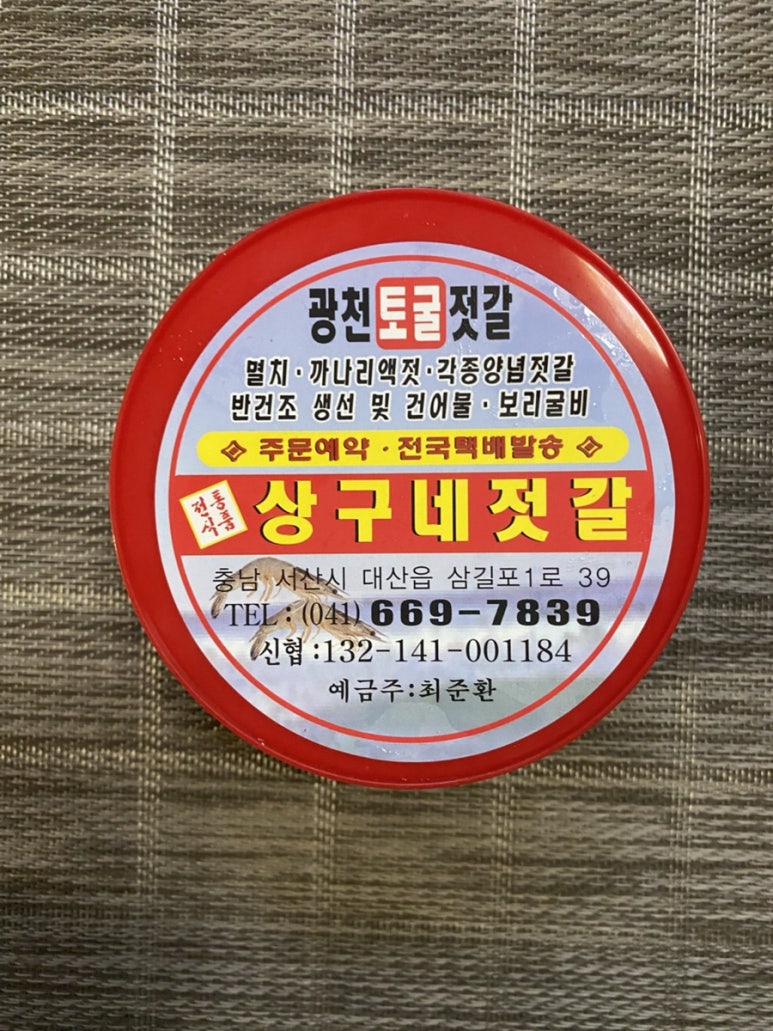 광천토굴젓갈
멸치·까나리액젓·각종양념젓갈
반건조 생선 및 건어물·보리굴비
주문예약·전국택배발송
전통식품 상구네젓갈
충남 서산시 대산읍 삼길포1로 39
TEL : (041) 669-7839
신협 :132-141-001184
예금주:최준환